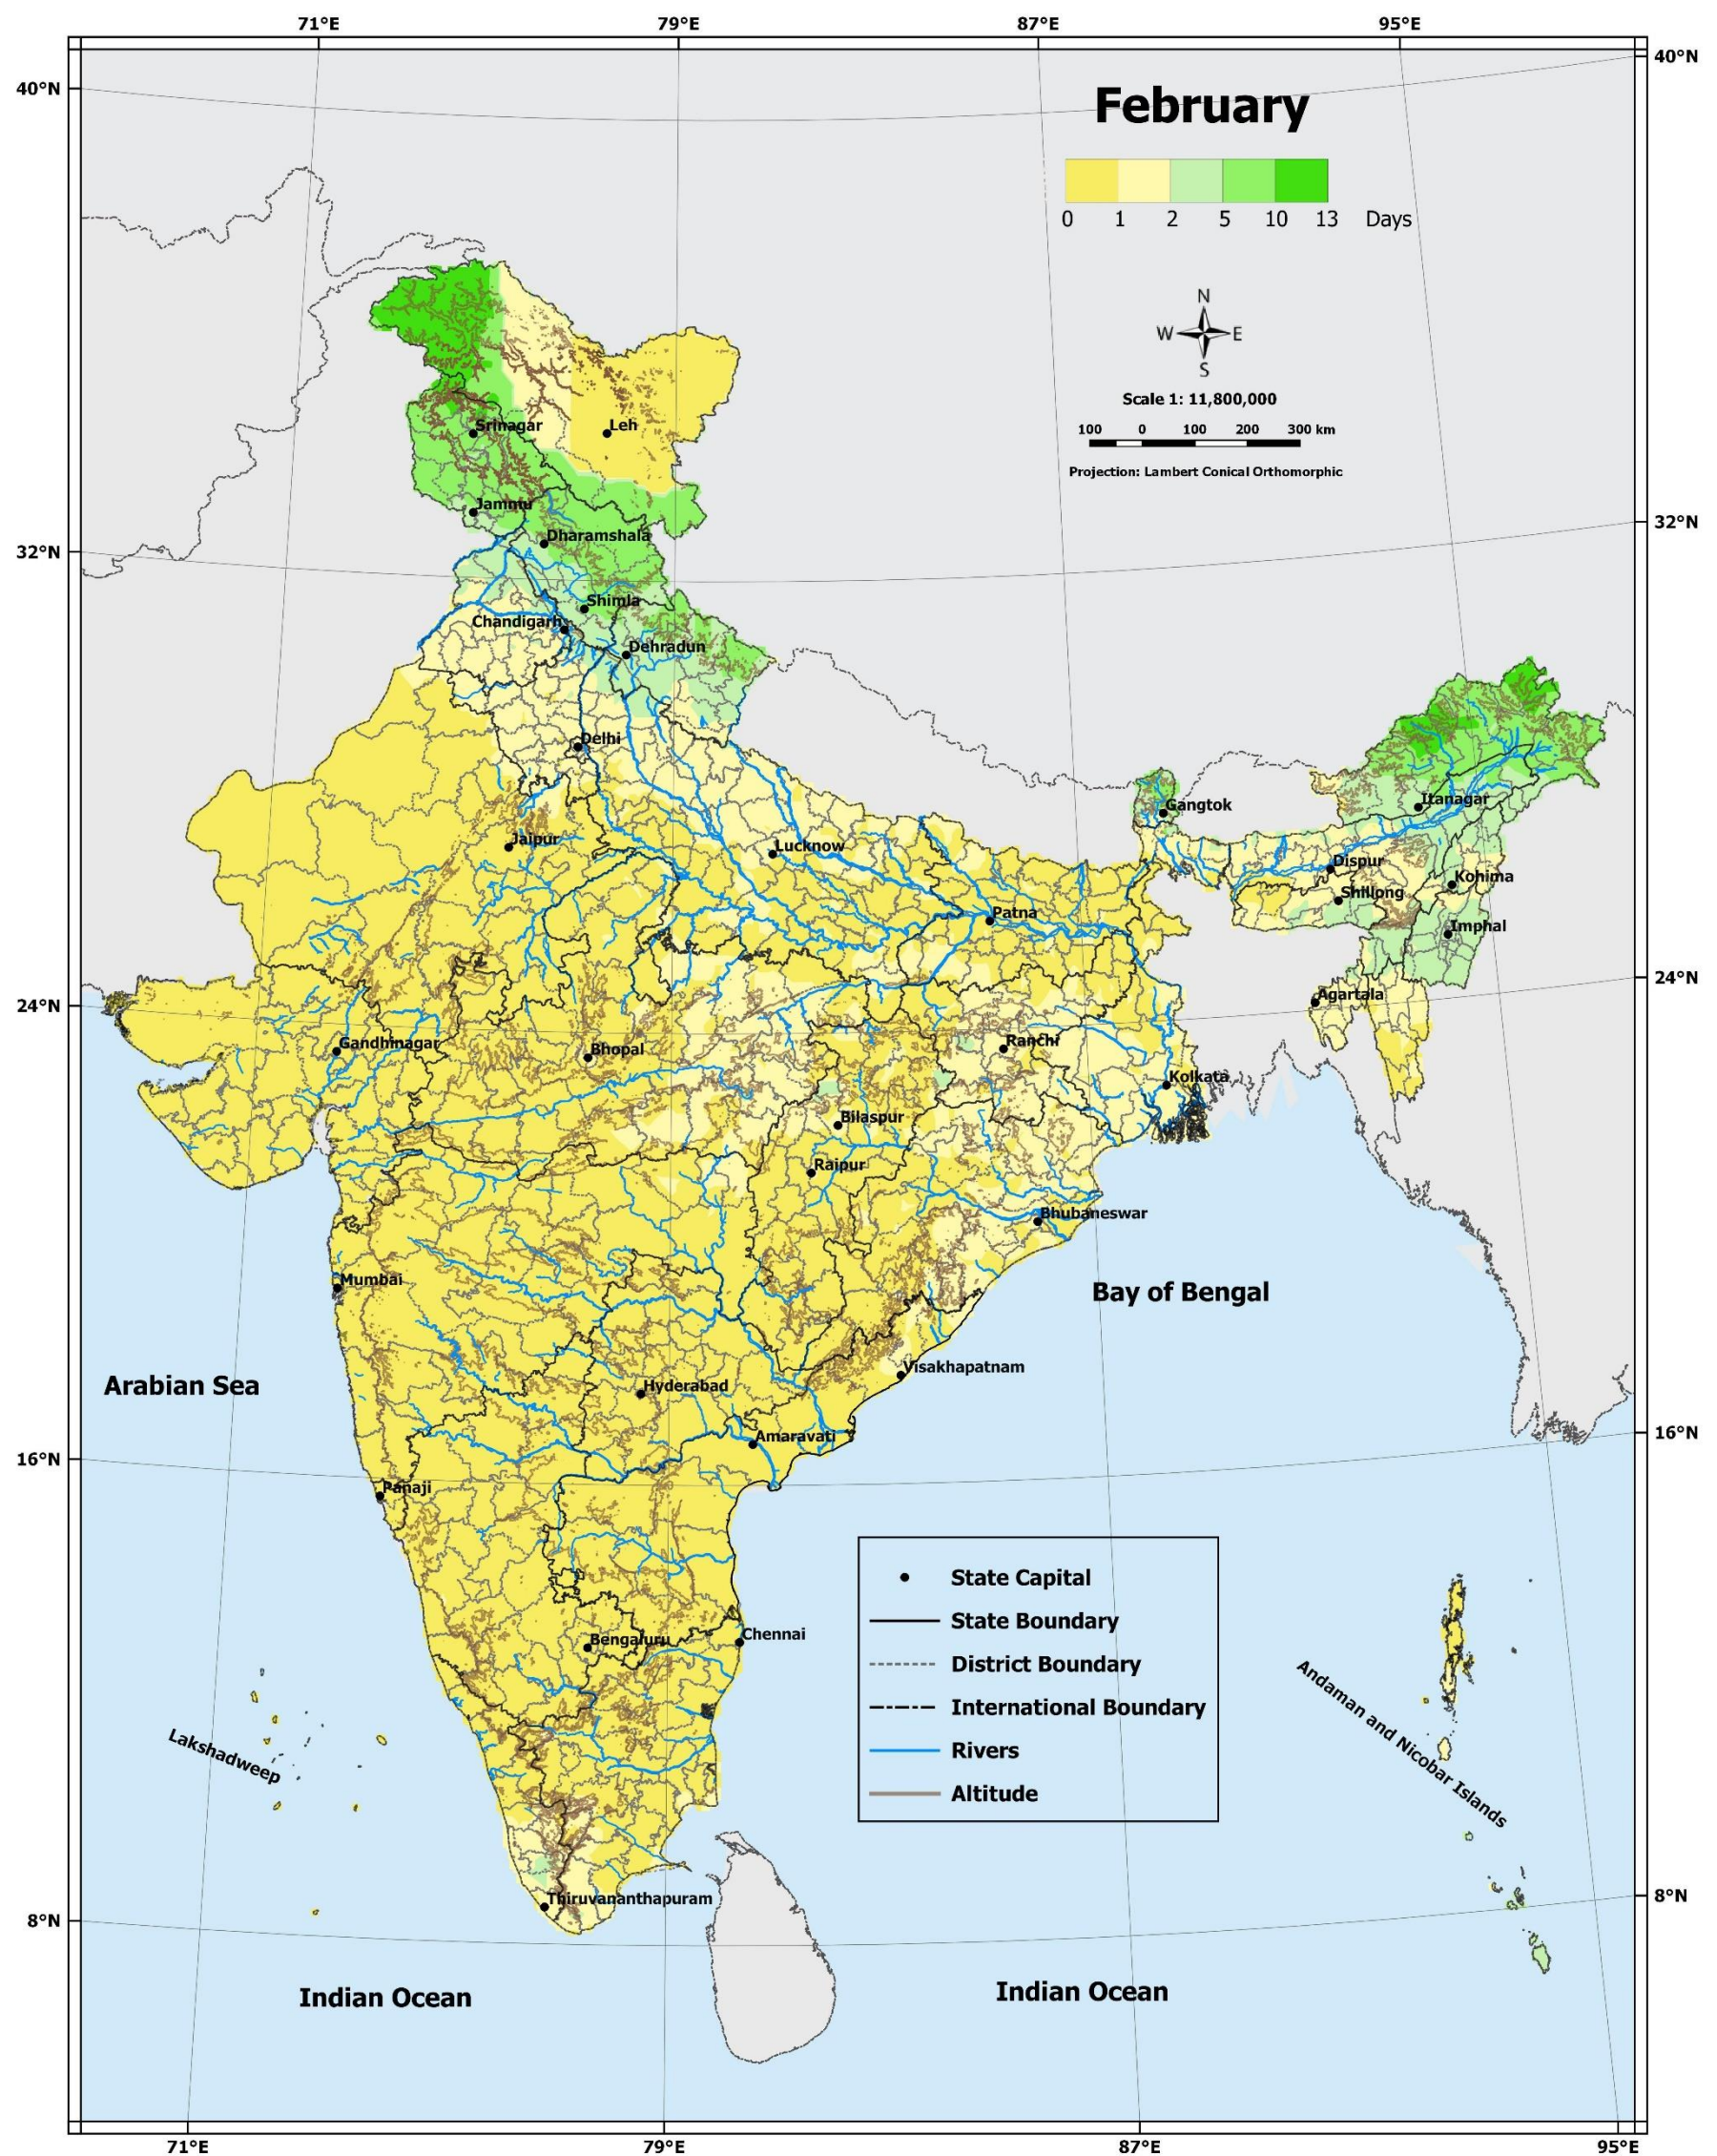 71°E 79°E 87°E 95°E
40°N 40°N
February
0 1 2 5 10 13 Days
N
W E
S
Scale 1: 11,800,000
100 0 100 200 300 km
Projection: Lambert Conical Orthomorphic
Srinagar
Leh
Jammu
32°N 32°N
Dharamshala
Shimla
Chandigarh
Dehradun
Delhi
Gangtok
Itanagar
Jaipur
Lucknow
Dispur
Kohima
Shillong
Patna
Imphal
24°N 24°N
Agartala
Gandhinagar
Bhopal
Ranchi
Kolkata
Bilaspur
Raipur
Bhubaneswar
Mumbai
Bay of Bengal
Visakhapatnam
Arabian Sea
Hyderabad
Amaravati
16°N 16°N
Panaji
State Capital
State Boundary
District Boundary
International Boundary
Rivers
Altitude
Bengaluru
Chennai
Andaman and Nicobar Islands
Lakshadweep
Thiruvananthapuram
8°N 8°N
Indian Ocean
Indian Ocean
71°E 79°E 87°E 95°E